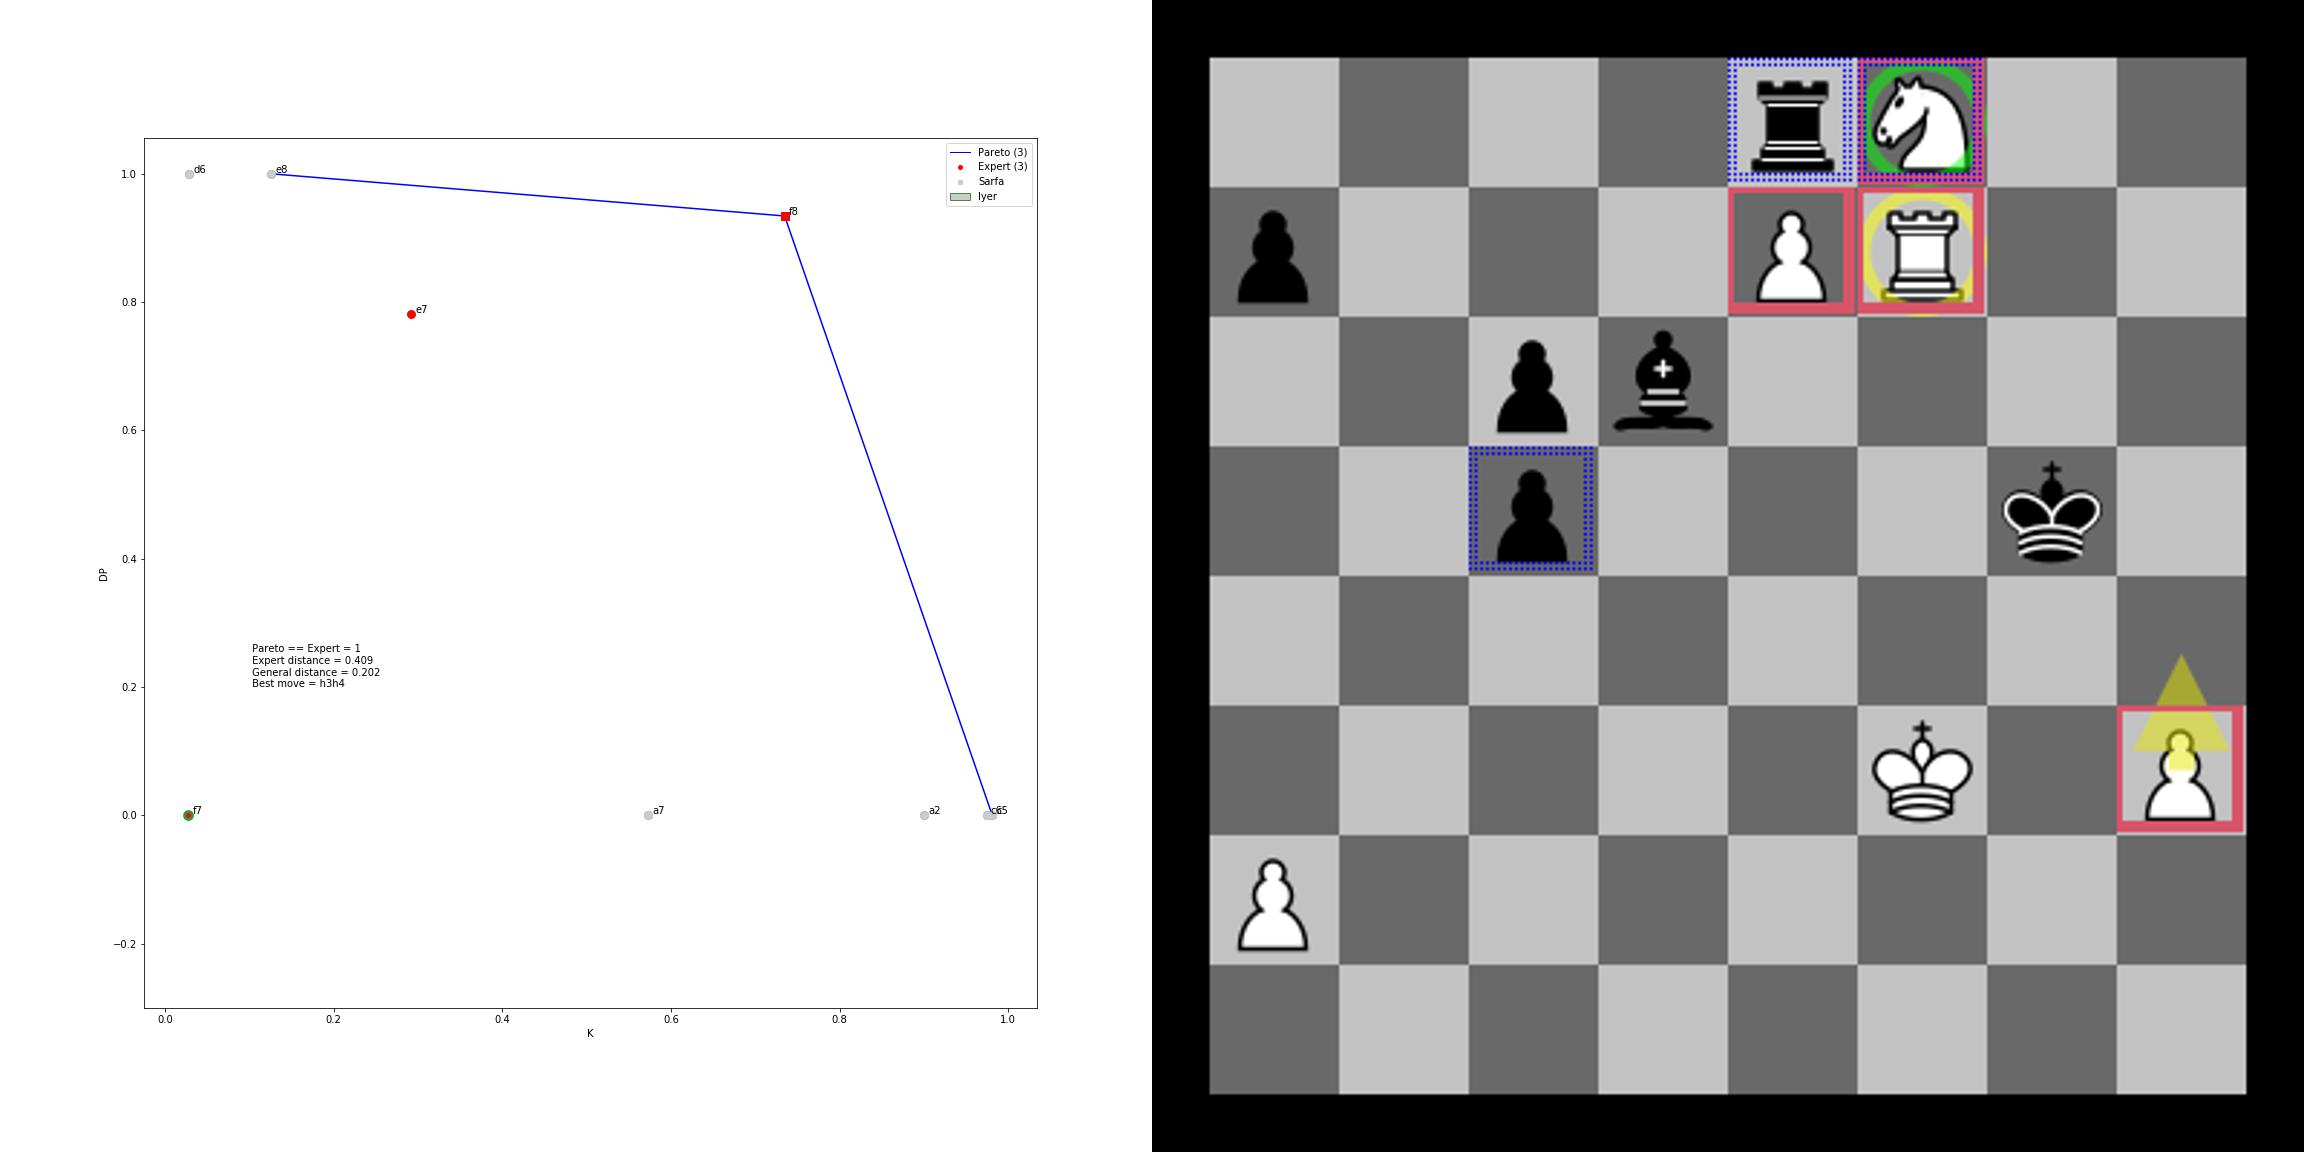 Pareto (3)
Expert (3)
Sarfa
Iyer
1.0
0.8
0.6
0.4
0.2
0.0
−0.2
DP
d6
e8
f8
e7
Pareto == Expert = 1
Expert distance = 0.409
General distance = 0.202
Best move = h3h4
f7
a7
a2
c5
0.0
0.2
0.4
0.6
0.8
1.0
K